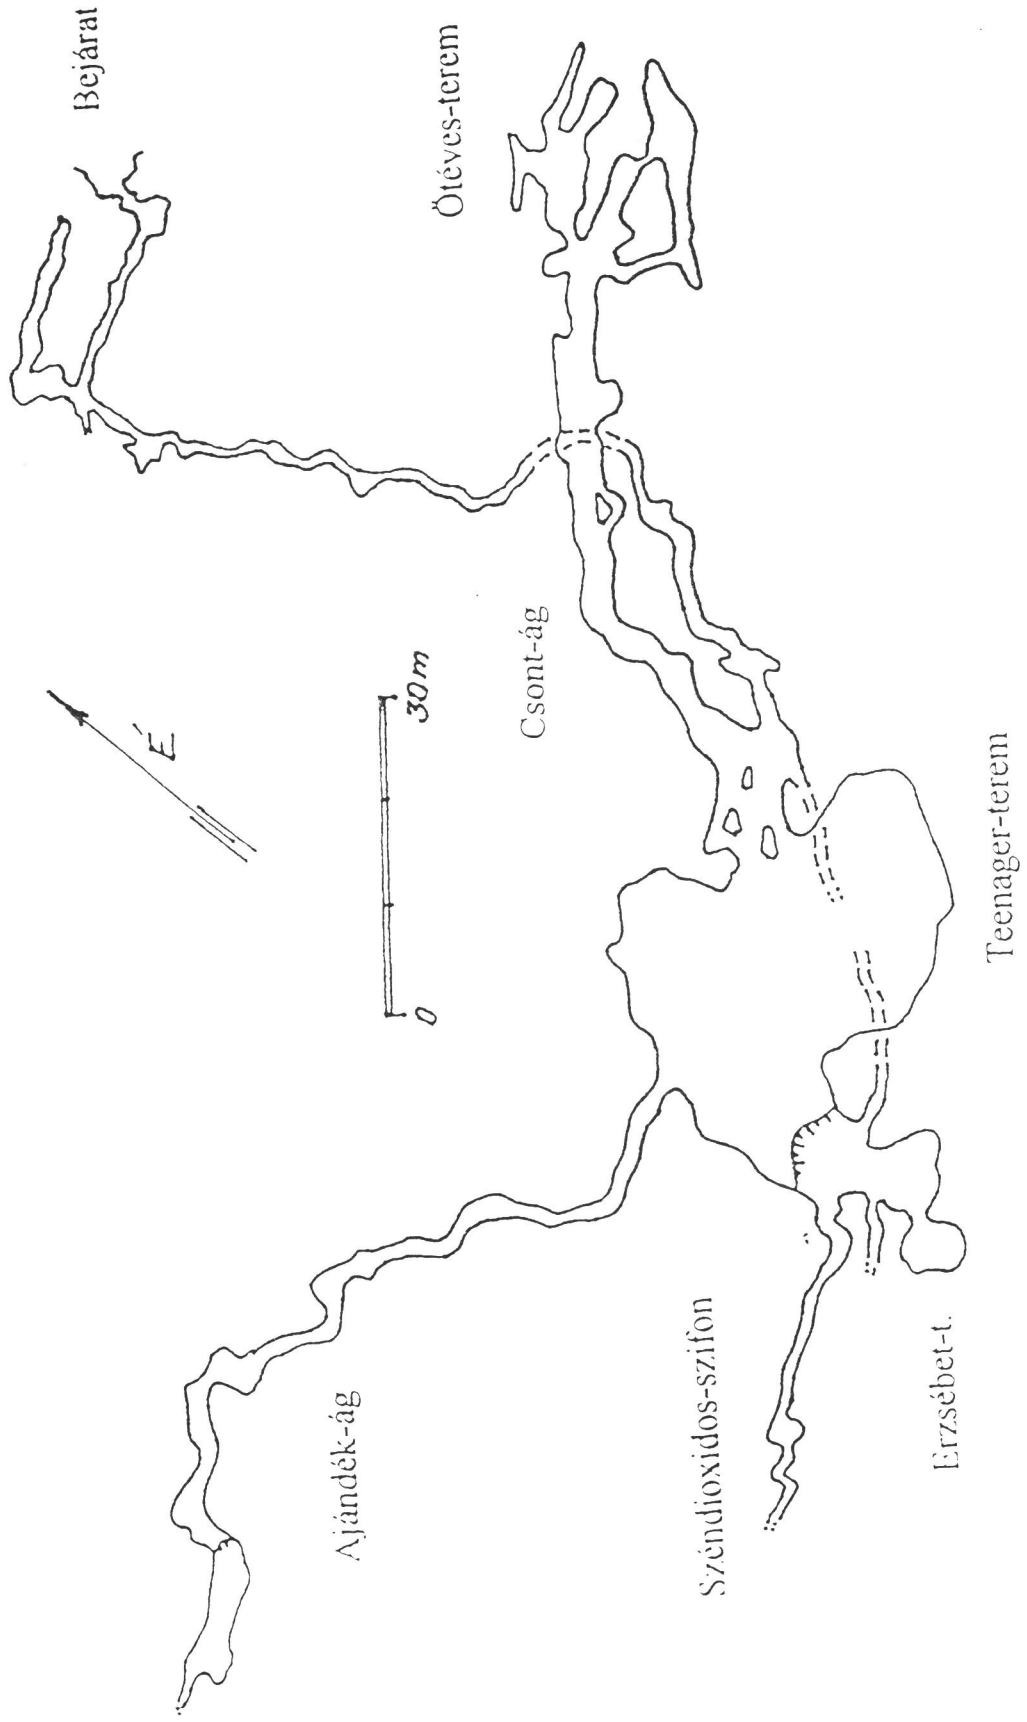 Bejárat
Ötéves-terem
É
30m
0
Csont-ág
Teenager-terem
Ajándék-ág
Széndioxidos-szifon
Erzsébet-t.